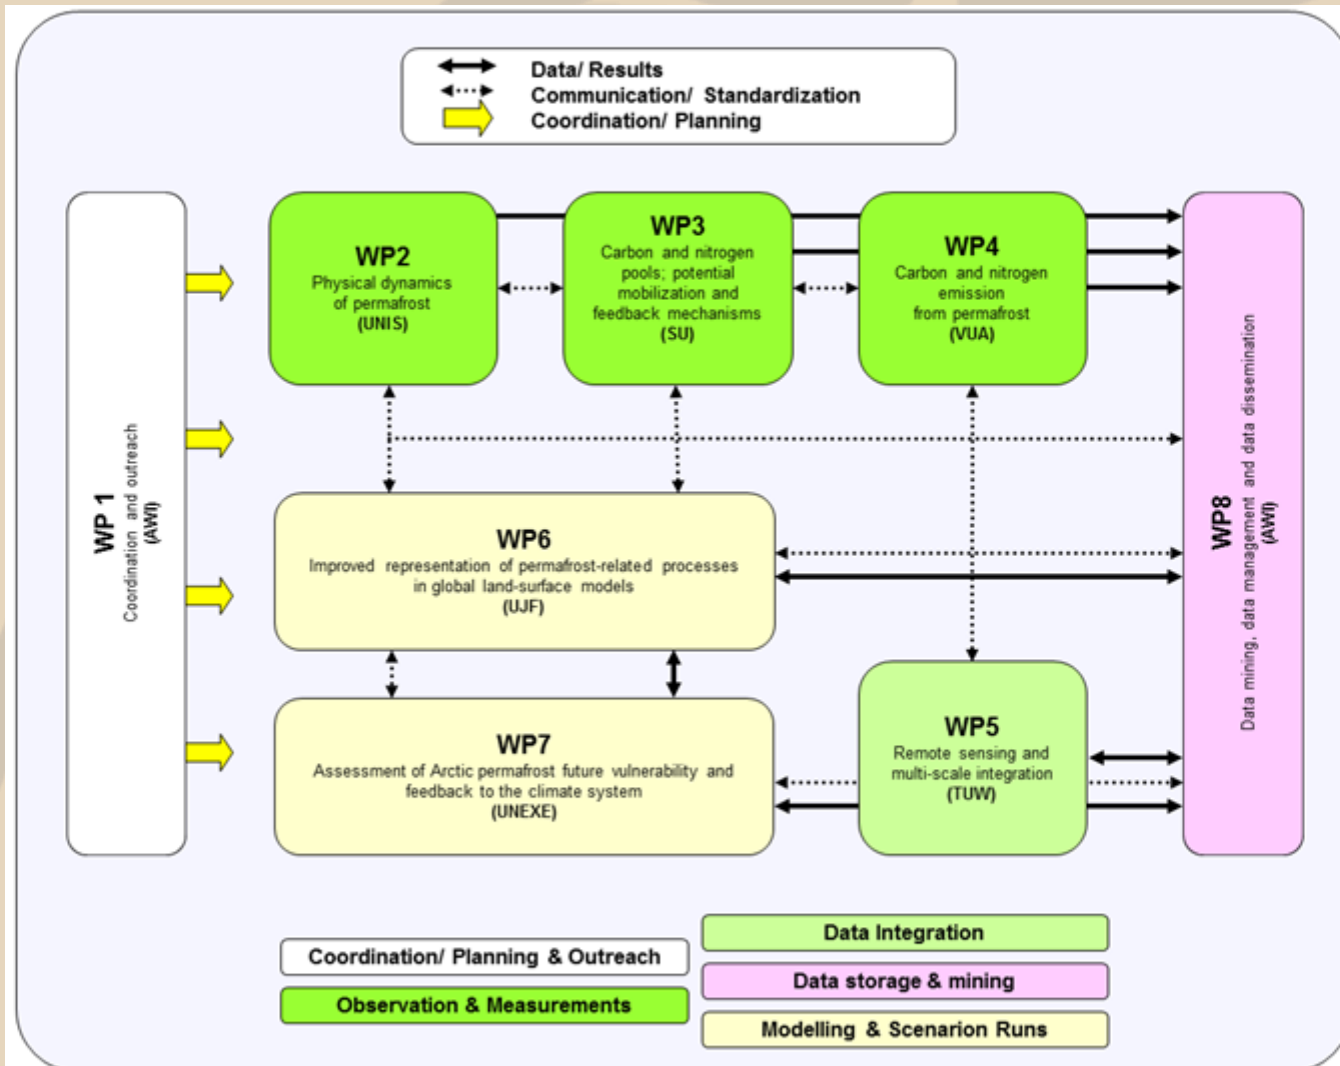 Data/ Results
Communication/ Standardization
Coordination/ Planning
WP 1
Coordination and outreach
(AWI)
WP2
Physical dynamics
of permafrost
(UNIS)
WP3
Carbon and nitrogen
pools; potential
mobilization and
feedback mechanisms
(SU)
WP4
Carbon and nitrogen
emission
from permafrost
(VUA)
WP6
Improved representation of permafrost-related processes
in global land-surface models
(UJF)
WP7
Assessment of Arctic permafrost future vulnerability and
feedback to the climate system
(UNEXE)
WP5
Remote sensing and
multi-scale integration
(TUW)
WP8
(AWI)
Data mining, data management and data dissemination
Coordination/ Planning & Outreach
Observation & Measurements
Data Integration
Data storage & mining
Modelling & Scenarion Runs